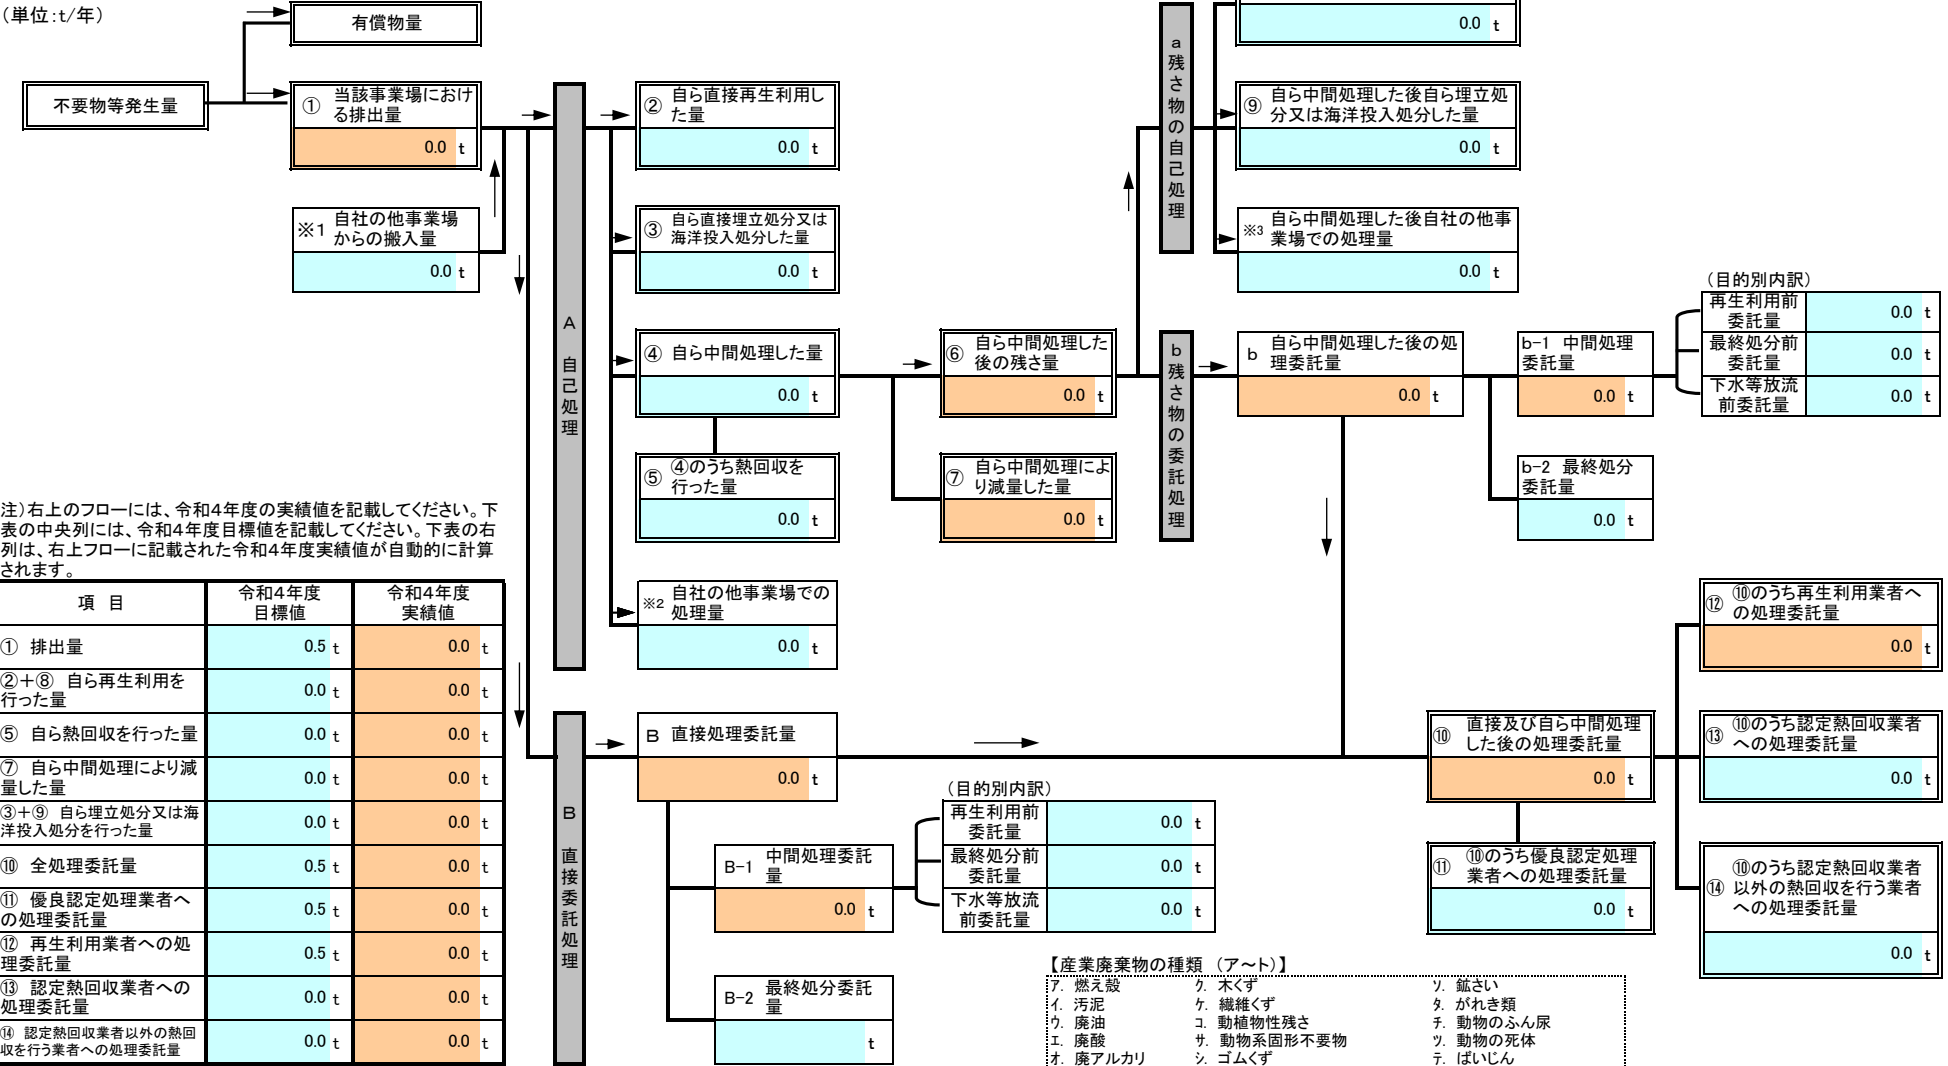 （単位：t/年）
有償物量
不要物等発生量
① 当該事業場におけ
る排出量
0.0 t
※1 自社の他事業場
からの搬入量
0.0 t
A 自己処理
② 自ら直接再生利用し
た量
0.0 t
③ 自ら直接埋立処分又は
海洋投入処分した量
0.0 t
④ 自ら中間処理した量
0.0 t
⑤ ④のうち熱回収を
行った量
0.0 t
※2 自社の他事業場での
処理量
0.0 t
⑥ 自ら中間処理した
後の残さ量
0.0 t
⑦ 自ら中間処理によ
り減量した量
0.0 t
a 残さ物の自己処理
0.0 t
⑨ 自ら中間処理した後自ら埋立処
分又は海洋投入処分した量
0.0 t
※3 自ら中間処理した後自社の他事
業場での処理量
0.0 t
b 残さ物の委託処理
b 自ら中間処理した後の処
理委託量
0.0 t
b-1 中間処理
委託量
0.0 t
b-2 最終処分
委託量
0.0 t
（目的別内訳）
再生利用前
委託量
0.0 t
最終処分前
委託量
0.0 t
下水等放流
前委託量
0.0 t
注）右上のフローには、令和４年度の実績値を記載してください。下
表の中央列には、令和４年度目標値を記載してください。下表の右
列は、右上フローに記載された令和４年度実績値が自動的に計算
されます。
項 目 令和４年度
目標値 令和４年度
実績値
① 排出量 0.5 t 0.0 t
②＋⑧ 自ら再生利用を
行った量 0.0 t 0.0 t
⑤ 自ら熱回収を行った量 0.0 t 0.0 t
⑦ 自ら中間処理により減
量した量 0.0 t 0.0 t
③＋⑨ 自ら埋立処分又は海
洋投入処分を行った量 0.0 t 0.0 t
⑩ 全処理委託量 0.5 t 0.0 t
⑪ 優良認定処理業者へ
の処理委託量 0.5 t 0.0 t
⑫ 再生利用業者への処
理委託量 0.5 t 0.0 t
⑬ 認定熱回収業者への
処理委託量 0.0 t 0.0 t
⑭ 認定熱回収業者以外の熱回
収を行う業者への処理委託量 0.0 t 0.0 t
B 直接委託処理
B 直接処理委託量
0.0 t
B-1 中間処理委託
量
0.0 t
B-2 最終処分委託
量
t
（目的別内訳）
再生利用前
委託量
0.0 t
最終処分前
委託量
0.0 t
下水等放流
前委託量
0.0 t
⑩ 直接及び自ら中間処理
した後の処理委託量
0.0 t
⑪ ⑩のうち優良認定処理
業者への処理委託量
0.0 t
⑫ ⑩のうち再生利用業者へ
の処理委託量
0.0 t
⑬ ⑩のうち認定熱回収業者
への処理委託量
0.0 t
⑭ ⑩のうち認定熱回収業者
以外の熱回収を行う業者
への処理委託量
0.0 t
【産業廃棄物の種類 （ア～ト）】
ア. 燃え殻 ク. 木くず ソ. 鉱さい
イ. 汚泥 ケ. 繊維くず タ. がれき類
ウ. 廃油 コ. 動植物性残さ チ. 動物のふん尿
エ. 廃酸 サ. 動物系固形不要物 ツ. 動物の死体
オ. 廃アルカリ シ. ゴムくず テ. ばいじん